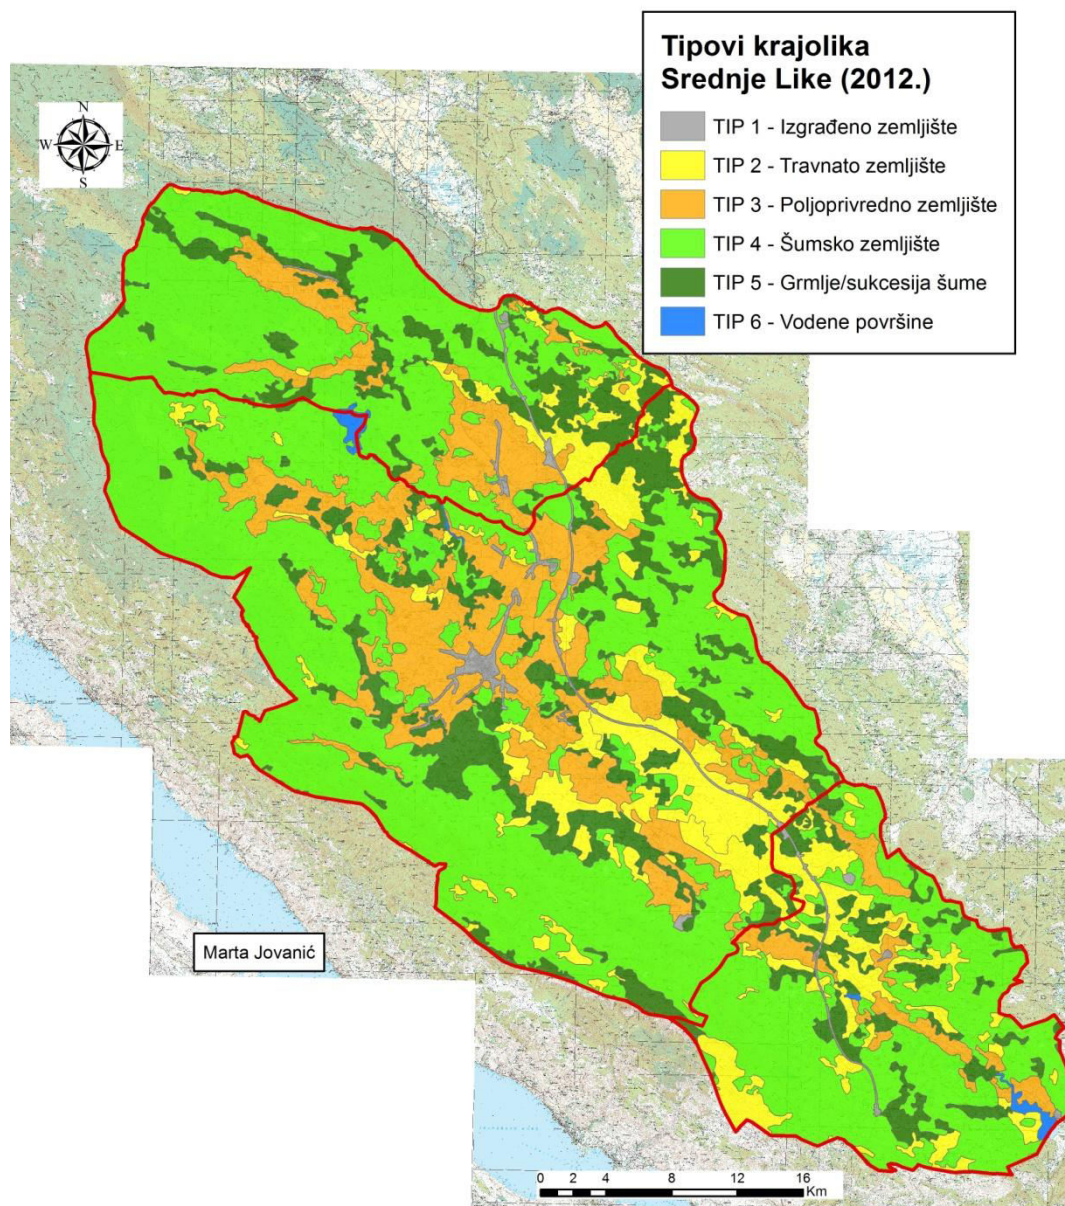 Tipovi krajolika
Srednje Like (2012.)
TIP 1 - Izgrađeno zemljište
TIP 2 - Travnato zemljište
TIP 3 - Poljoprivredno zemljište
TIP 4 - Šumsko zemljište
TIP 5 - Grmlje/sukcesija šume
TIP 6 - Vodene površine
N
W E
S
Marta Jovanić
0 2 4 8 12 16
Km